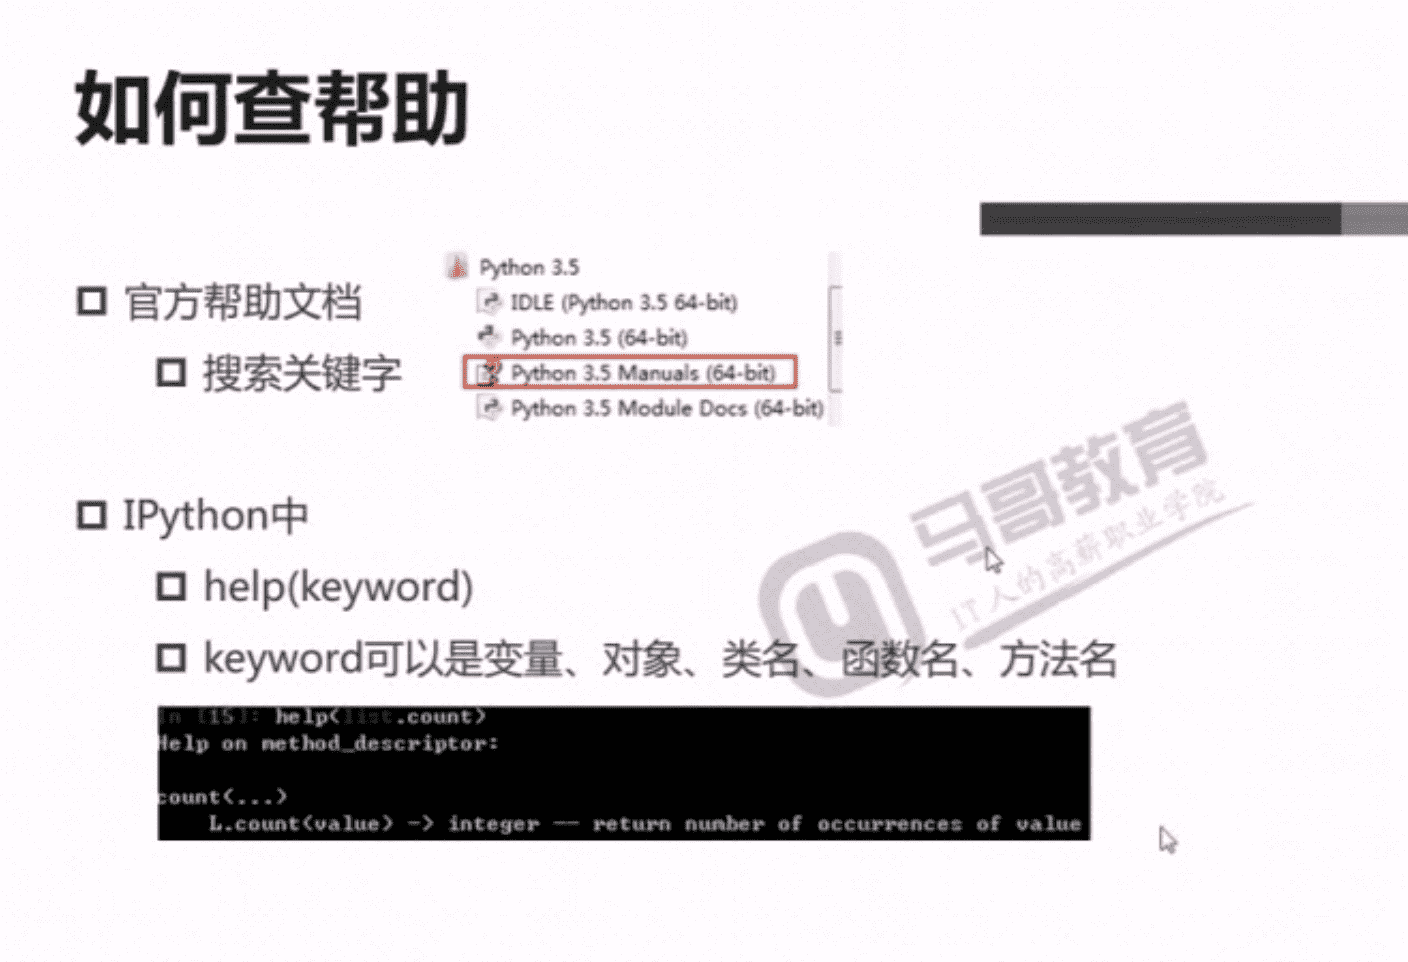 如何查帮助
官方帮助文档
搜索关键字
Python 3.5
IDLE (Python 3.5 64-bit)
Python 3.5 (64-bit)
Python 3.5 Manuals (64-bit)
Python 3.5 Module Docs (64-bit)
马哥教育
IT人的高薪职业学院
IPython中
help(keyword)
keyword可以是变量、对象、类名、函数名、方法名
In [15]: help(list.count)
Help on method_descriptor:
count(...)
L.count(value) -> integer -- return number of occurrences of value